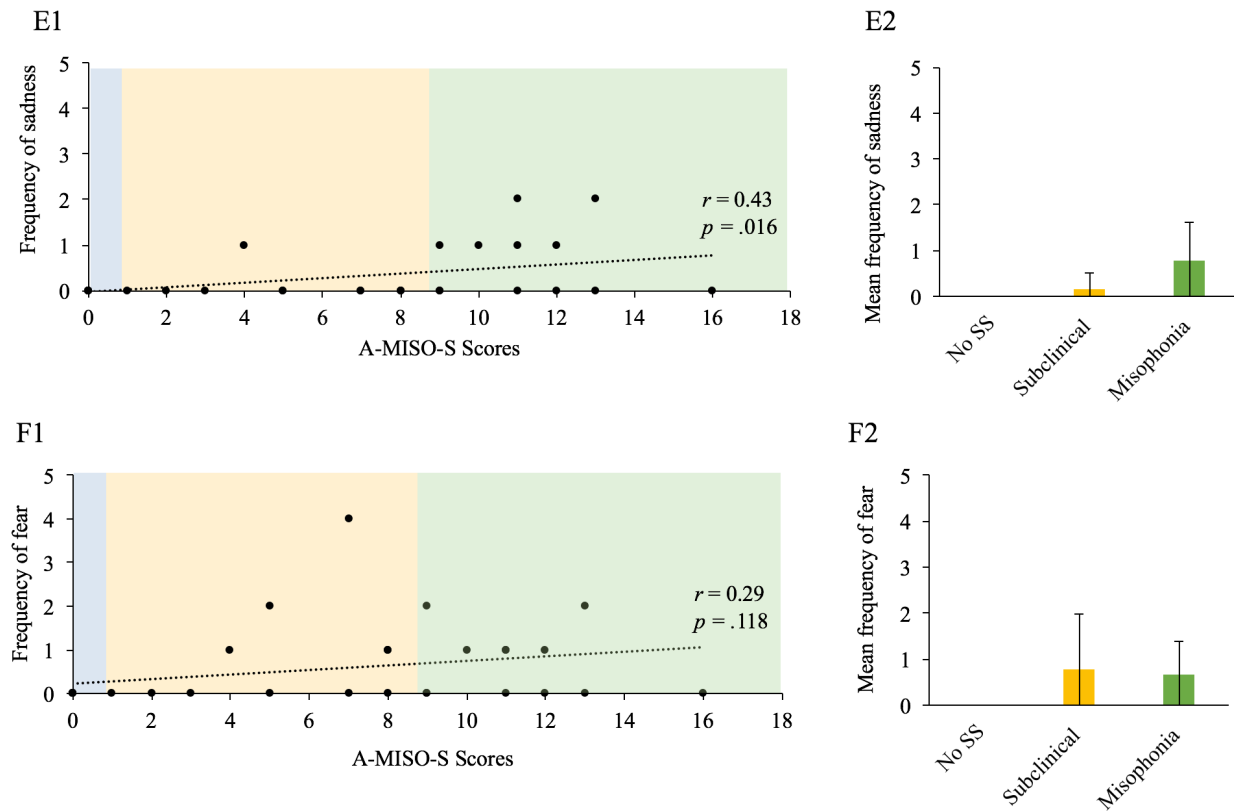 E1
E2
Frequency of sadness
5
4
3
2
1
0
r = 0.43
p = .016
0 2 4 6 8 10 12 14 16 18
A-MISO-S Scores
Mean frequency of sadness
5
4
3
2
1
0
No SS
Subclinical
Misophonia
F1
F2
Frequency of fear
5
4
3
2
1
0
r = 0.29
p = .118
0 2 4 6 8 10 12 14 16 18
A-MISO-S Scores
Mean frequency of fear
5
4
3
2
1
0
No SS
Subclinical
Misophonia